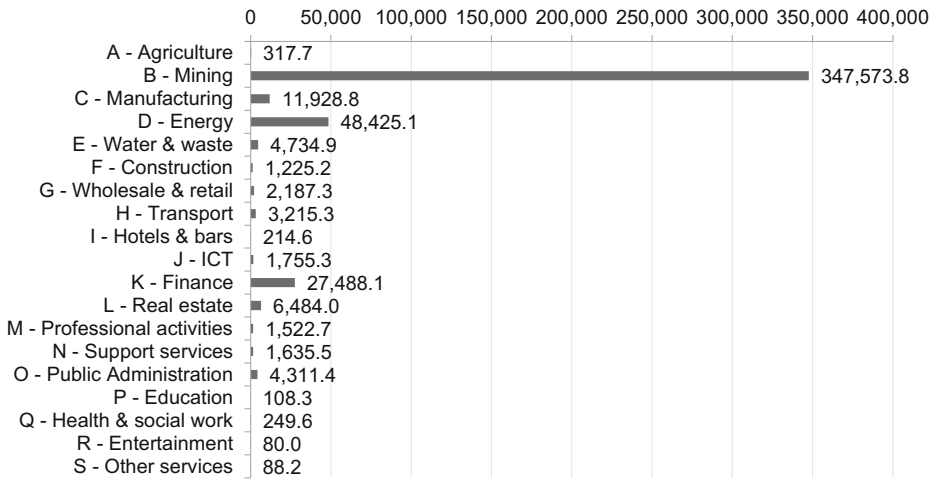 0 50,000 100,000 150,000 200,000 250,000 300,000 350,000 400,000
A - Agriculture 317.7
B - Mining 347,573.8
C - Manufacturing 11,928.8
D - Energy 48,425.1
E - Water & waste 4,734.9
F - Construction 1,225.2
G - Wholesale & retail 2,187.3
H - Transport 3,215.3
I - Hotels & bars 214.6
J - ICT 1,755.3
K - Finance 27,488.1
L - Real estate 6,484.0
M - Professional activities 1,522.7
N - Support services 1,635.5
O - Public Administration 4,311.4
P - Education 108.3
Q - Health & social work 249.6
R - Entertainment 80.0
S - Other services 88.2